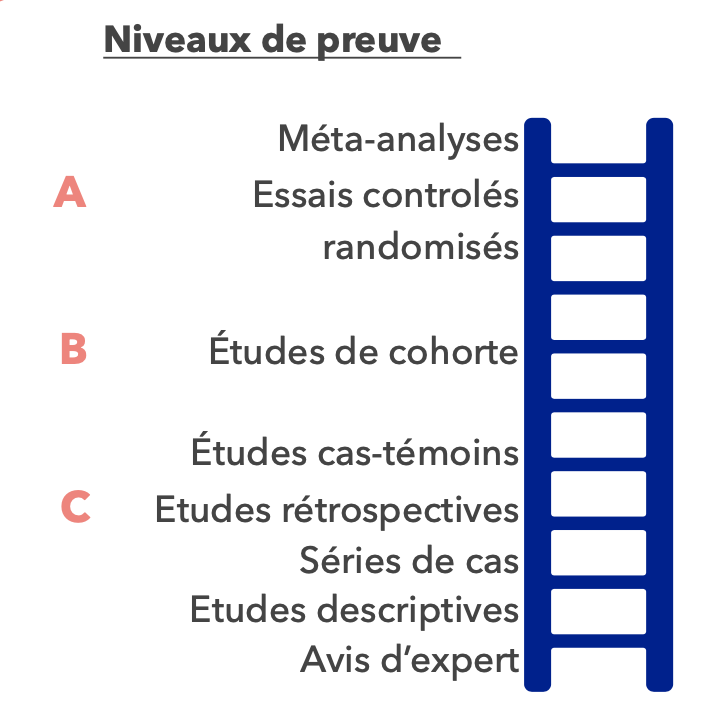 Niveaux de preuve
Méta-analyses
A Essais controlés
randomisés
B Études de cohorte
Études cas-témoins
C Etudes rétrospectives
Séries de cas
Etudes descriptives
Avis d’expert